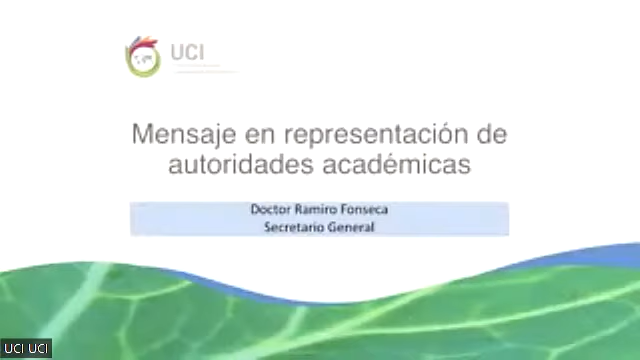 UCI
Mensaje en representación de
autoridades académicas
Doctor Ramiro Fonseca
Secretario General
UCI UCI